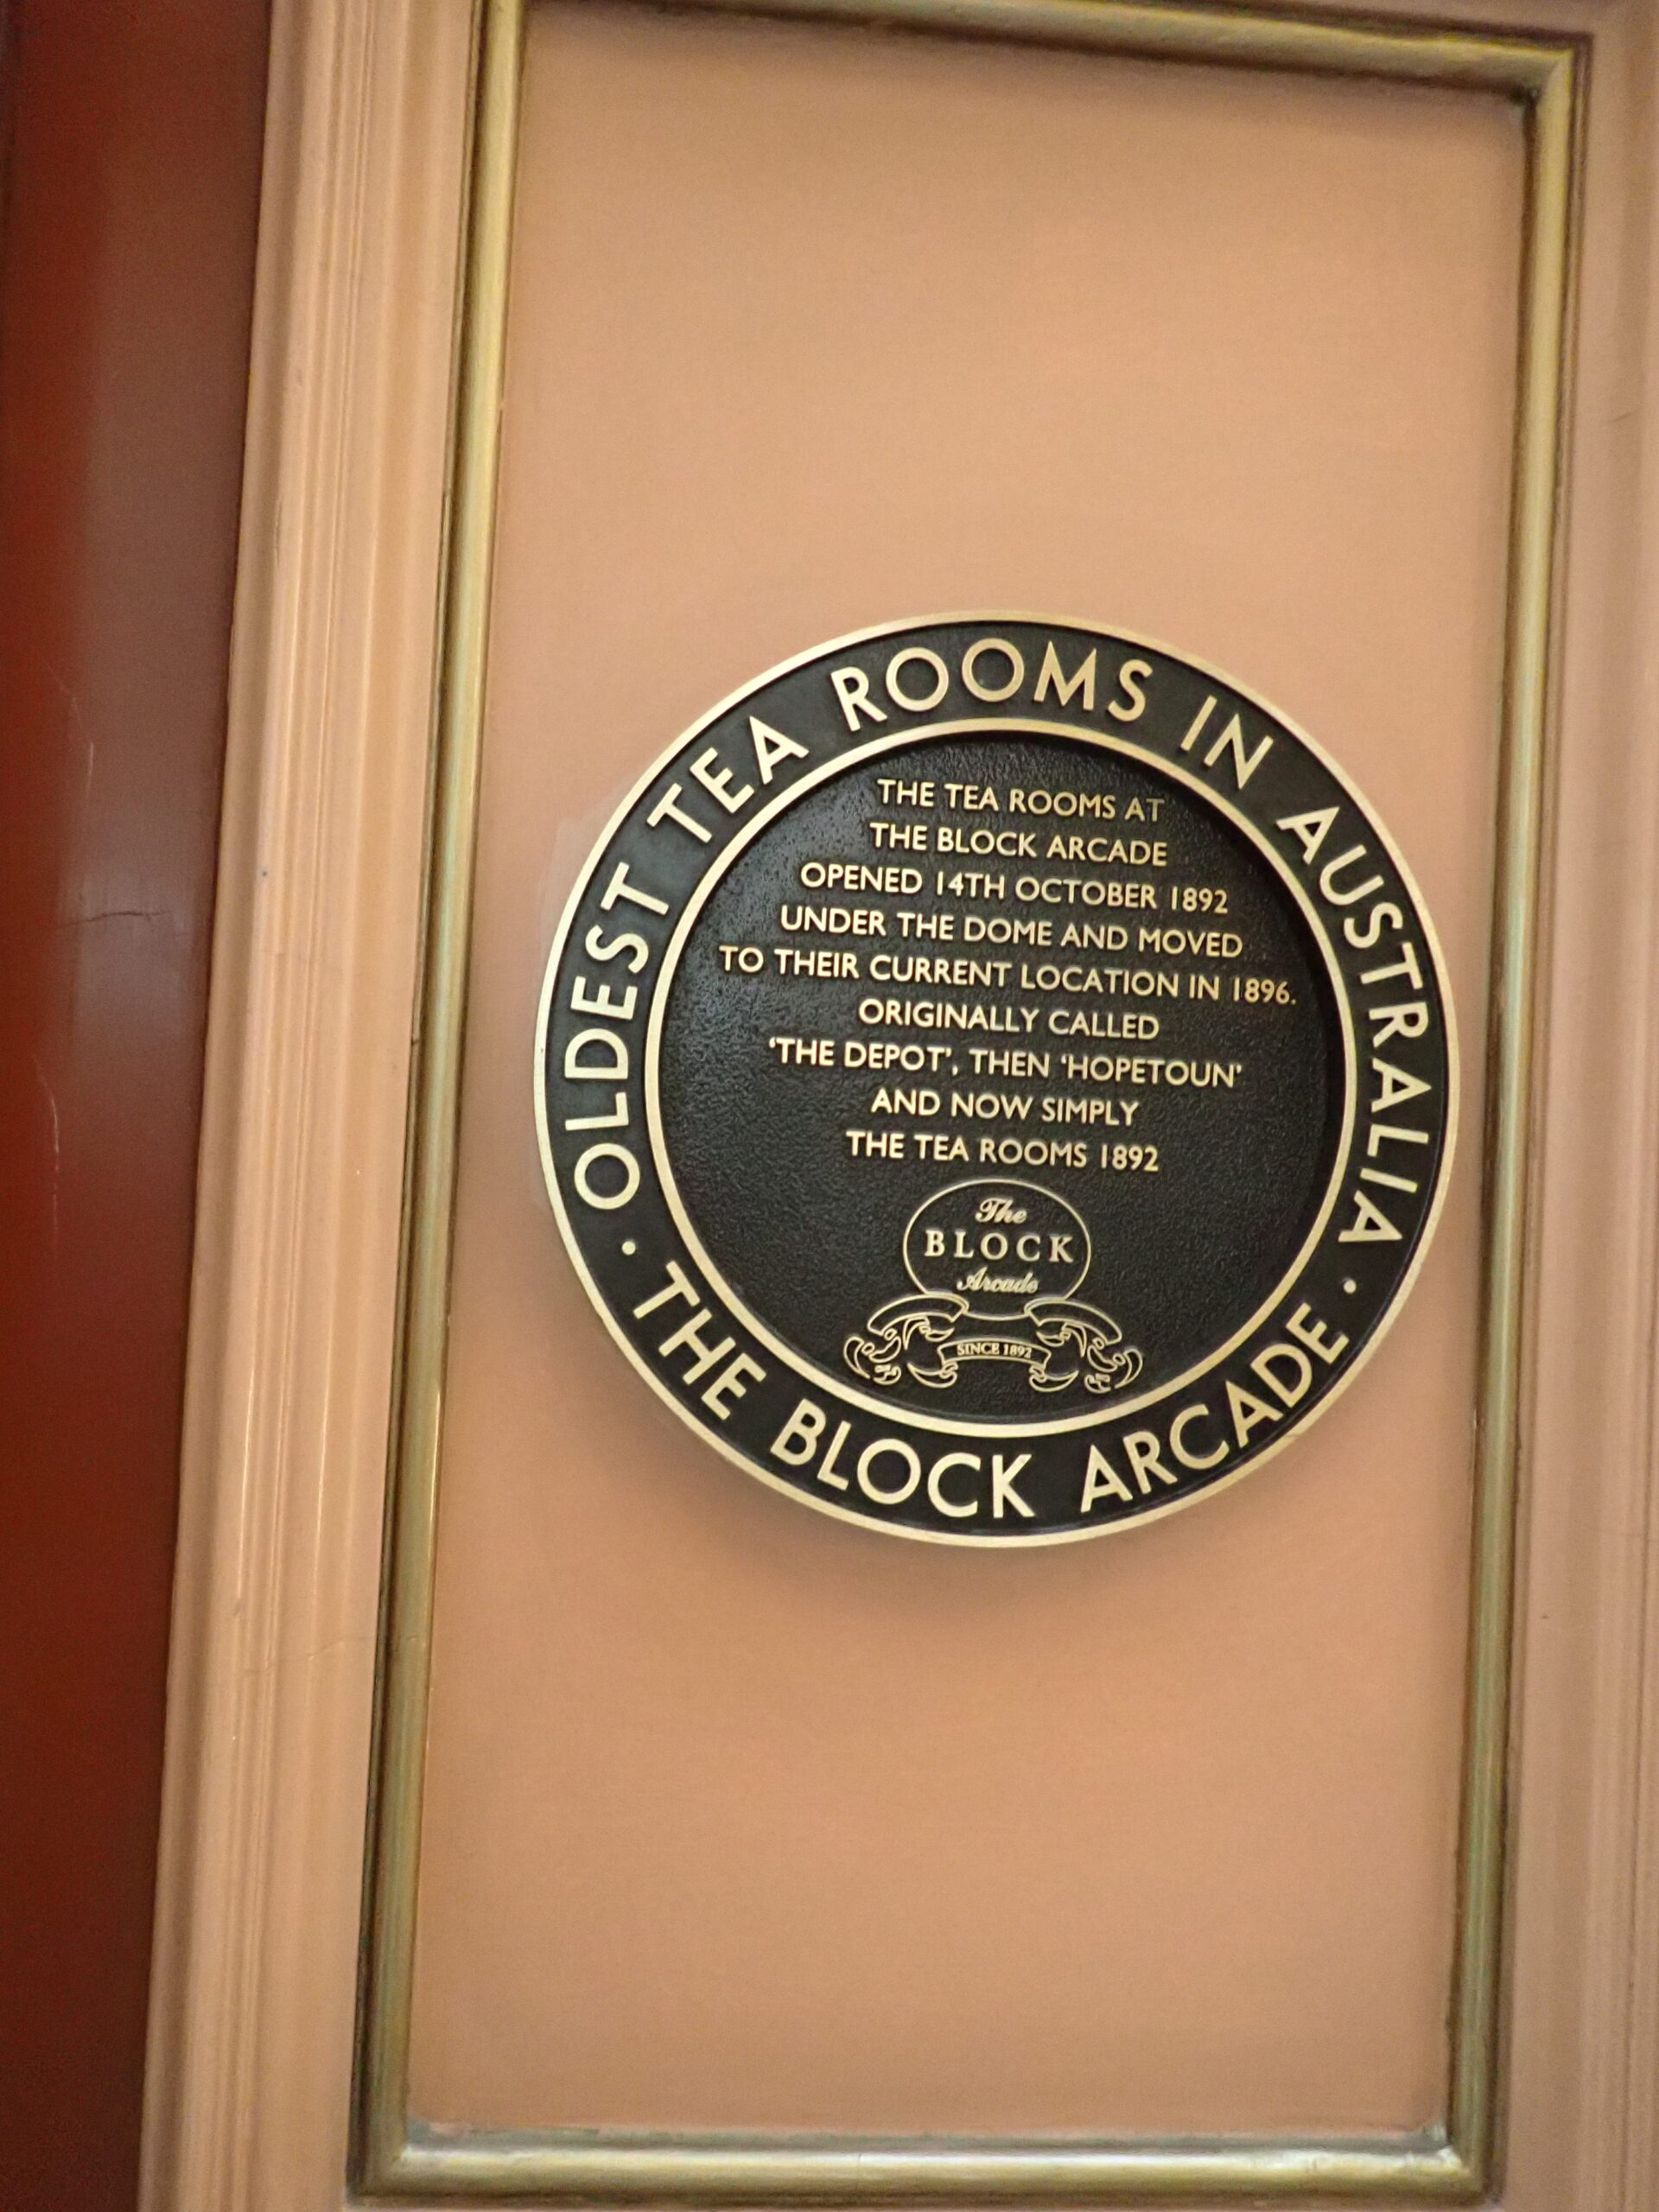 OLDEST TEA ROOMS IN AUSTRALIA
THE TEA ROOMS AT
THE BLOCK ARCADE
OPENED 14TH OCTOBER 1892
UNDER THE DOME AND MOVED
TO THEIR CURRENT LOCATION IN 1896.
ORIGINALLY CALLED
‘THE DEPOT’, THEN ‘HOPETOUN’
AND NOW SIMPLY
THE TEA ROOMS 1892
The
BLOCK
Arcade
SINCE 1892
· THE BLOCK ARCADE ·